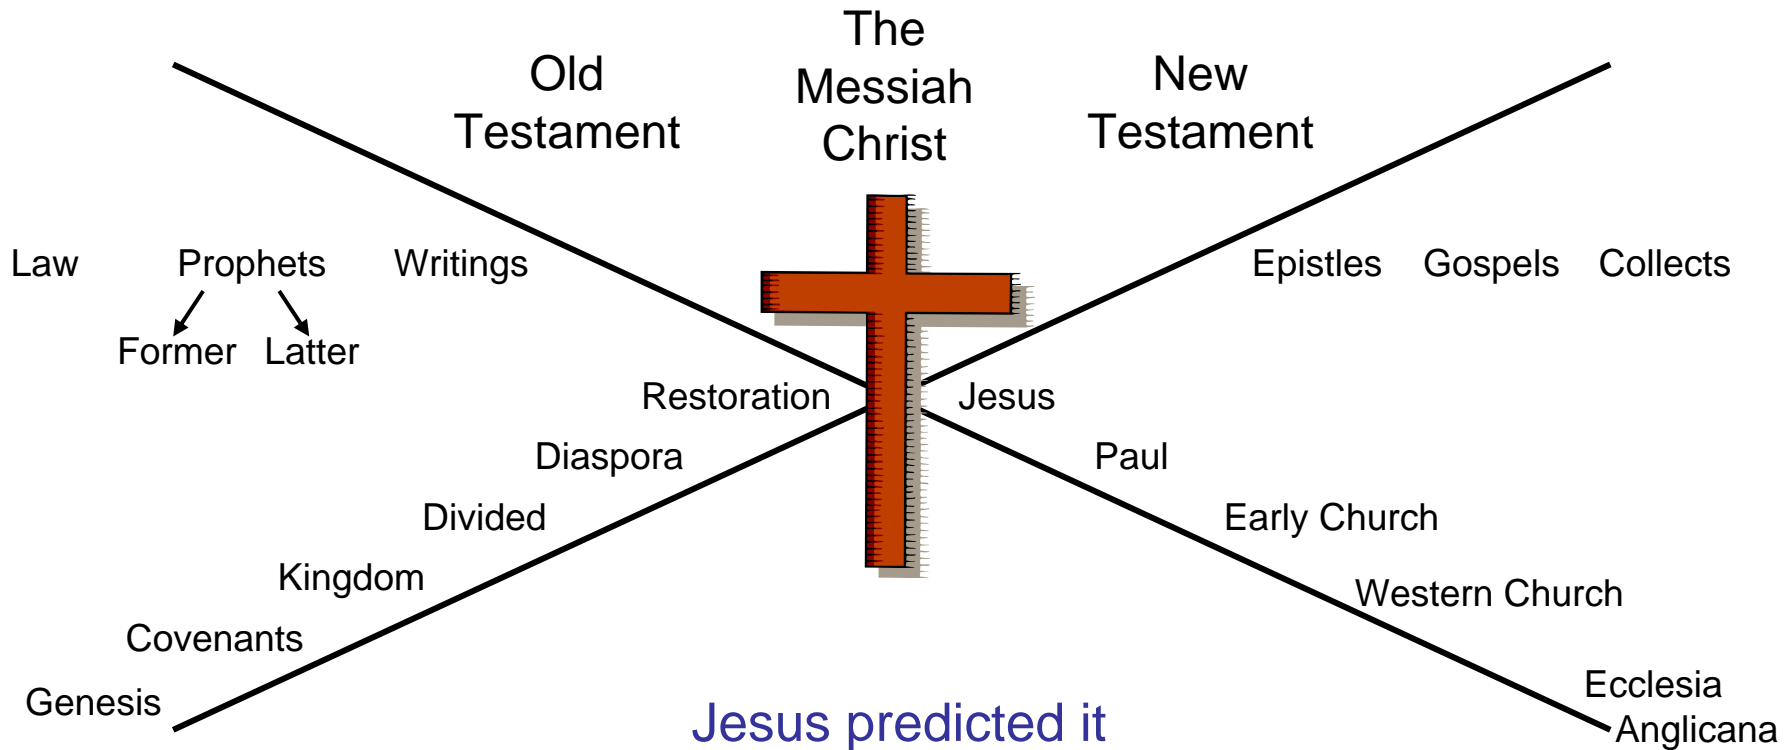 The
Messiah
Christ
Old
Testament
New
Testament
Law Prophets Writings
Former Latter
Epistles Gospels Collects
Restoration
Jesus
Diaspora
Paul
Divided
Early Church
Kingdom
Western Church
Covenants
Genesis
Ecclesia
Anglicana
Jesus predicted it